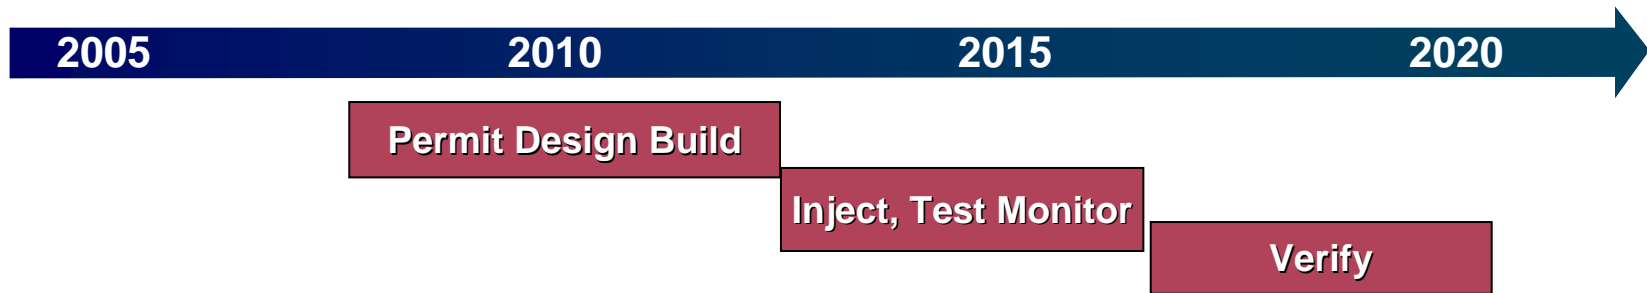 2005 2010 2015 2020
Permit Design Build
Inject, Test Monitor
Verify